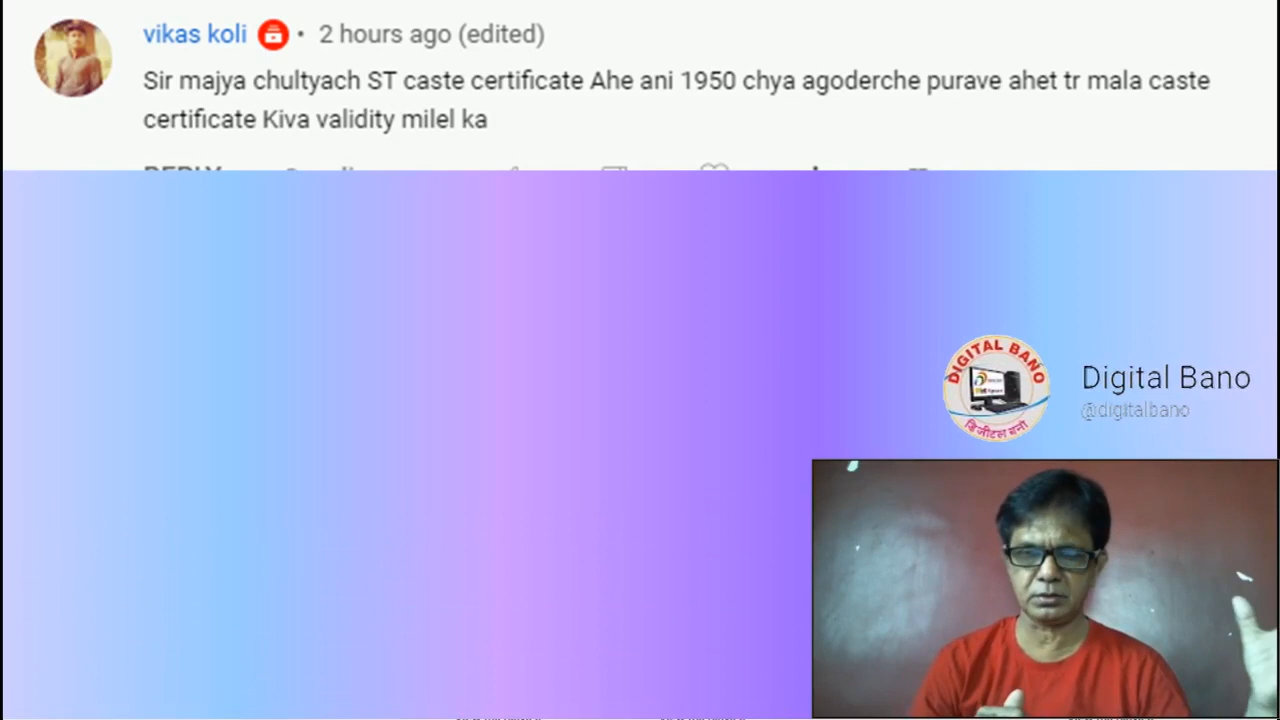 vikas koli • 2 hours ago (edited)
Sir majya chultyach ST caste certificate Ahe ani 1950 chya agoderche purave ahet tr mala caste
certificate Kiva validity milel ka
REPLY
DIGITAL BANO
डिजीटल बनो
Digital Bano
@digitalbano